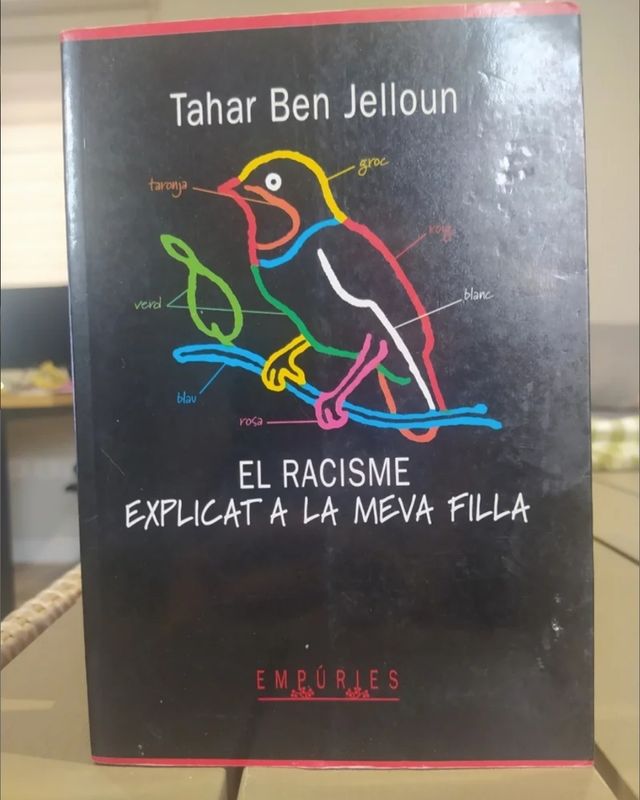 Tahar Ben Jelloun
groc
taronja
roig
blanc
verd
blau
rosa
EL RACISME
EXPLICAT A LA MEVA FILLA
EMPÚRIES